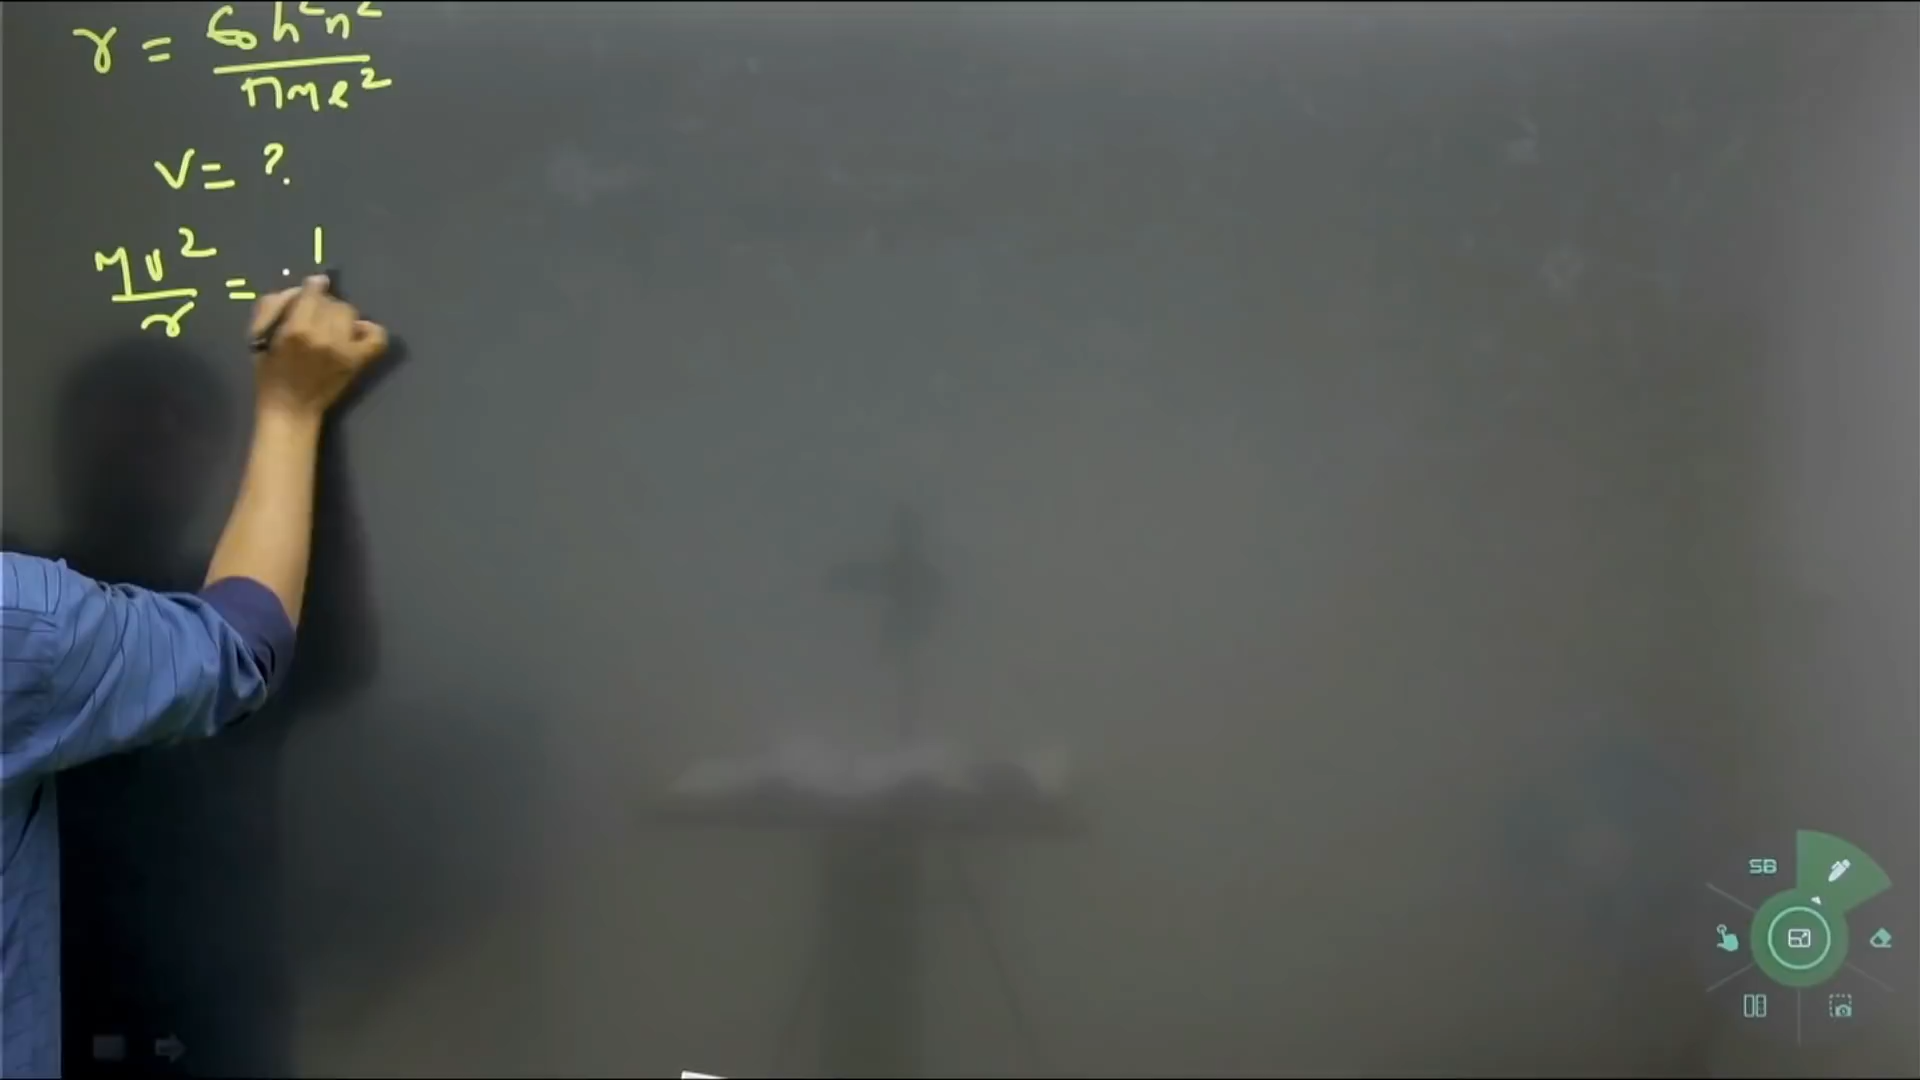 r = ϵ₀h²n² / πme²
v = ?
mv² / r = 1
SB